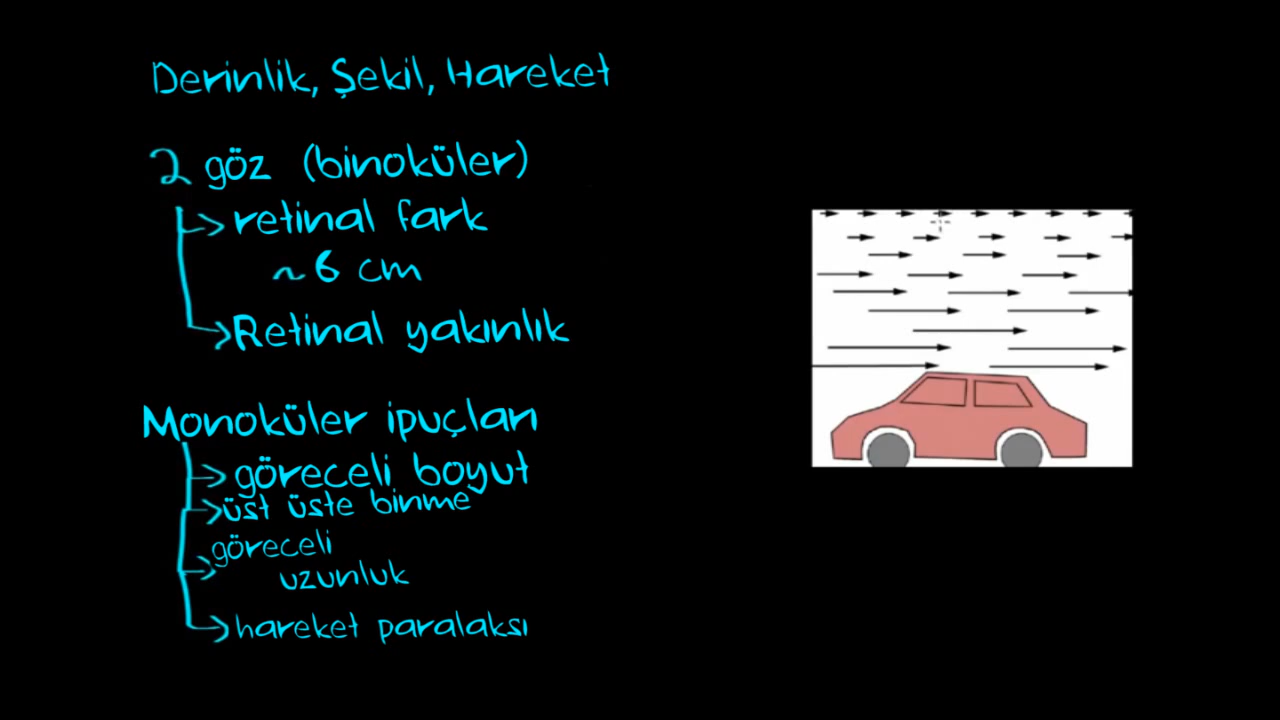 Derinlik, Şekil, Hareket
2 göz (binoküler)
retinal fark
~6 cm
Retinal yakınlık
Monoküler ipuçları
göreceli boyut
üst üste binme
göreceli
uzunluk
hareket paralaksı